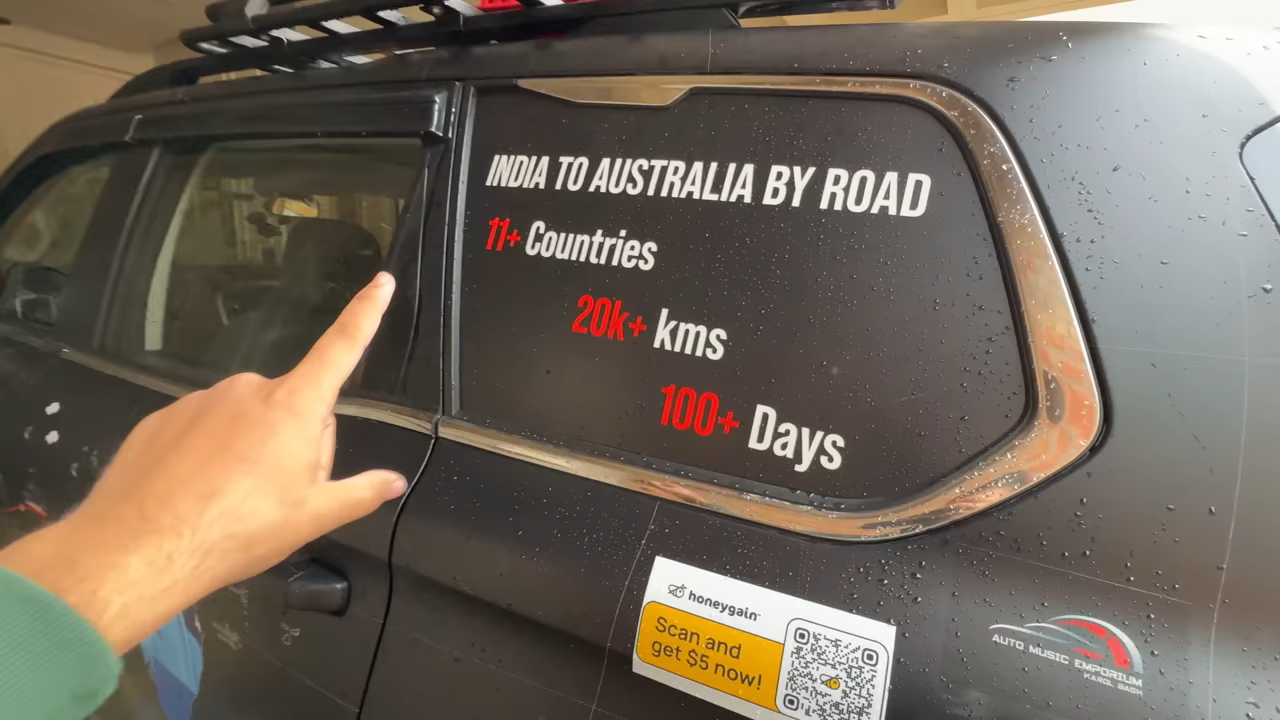 INDIA TO AUSTRALIA BY ROAD
11+ Countries
20k+ kms
100+ Days
honeygain
Scan and
get $5 now!
AUTO MUSIC EMPORIUM
KAROL BAGH